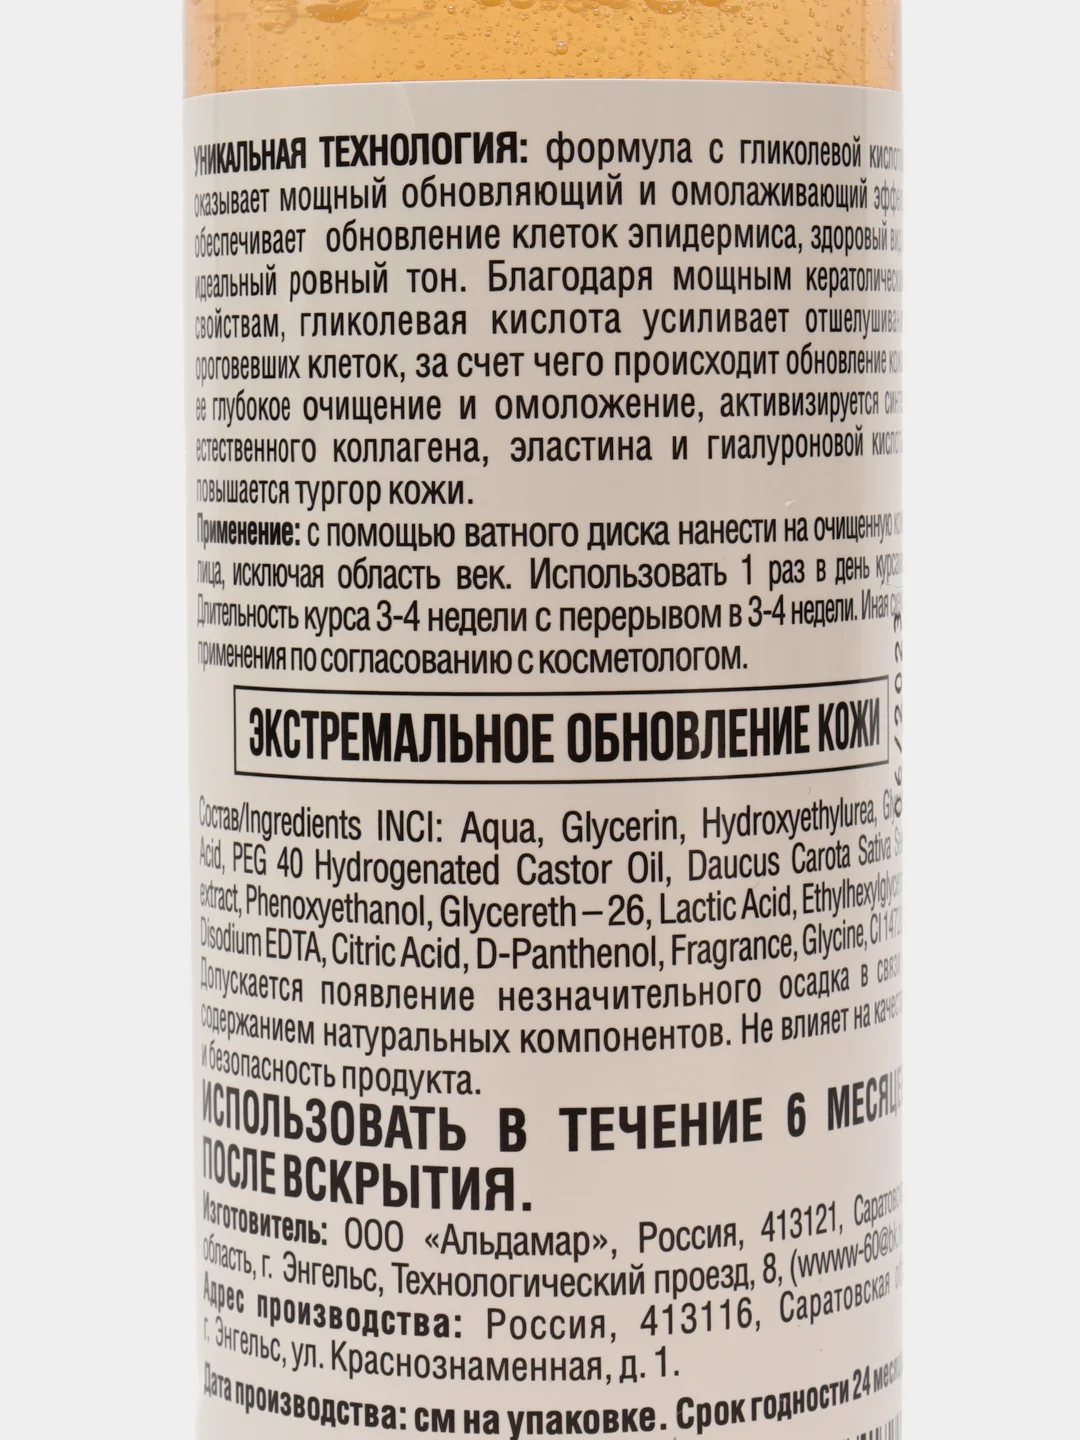 УНИКАЛЬНАЯ ТЕХНОЛОГИЯ: формула с гликолевой
оказывает мощный обновляющий и омолаживающий
обеспечивает обновление клеток эпидермиса, здоровый
идеальный ровный тон. Благодаря мощным
свойствам, гликолевая кислота усиливает
ороговевших клеток, за счет чего происходит обновление
ее глубокое очищение и омоложение, активизируется
естественного коллагена, эластина и гиалуроновой
повышается тургор кожи.
Применение: с помощью ватного диска нанести на очищенную
лица, исключая область век. Использовать 1 раз в день
Длительность курса 3-4 недели с перерывом в 3-4 недели. Иная
применения по согласованию с косметологом.
ЭКСТРЕМАЛЬНОЕ ОБНОВЛЕНИЕ КОЖИ
Состав/Ingredients INCI: Aqua, Glycerin, Hydroxyethylurea,
Acid, PEG 40 Hydrogenated Castor Oil, Daucus Carota Sativa
extract, Phenoxyethanol, Glycereth – 26, Lactic Acid,
Disodium EDTA, Citric Acid, D-Panthenol, Fragrance, Glycine, CI
Допускается появление незначительного осадка в связи
содержанием натуральных компонентов. Не влияет на
и безопасность продукта.
ИСПОЛЬЗОВАТЬ В ТЕЧЕНИЕ 6
ПОСЛЕ ВСКРЫТИЯ.
Изготовитель: ООО «Альдамар», Россия, 413121,
область, г. Энгельс, Технологический проезд, 8,
Адрес производства: Россия, 413116, Саратовская
г. Энгельс, ул. Краснознаменная, д. 1.
Дата производства: см на упаковке. Срок годности 24